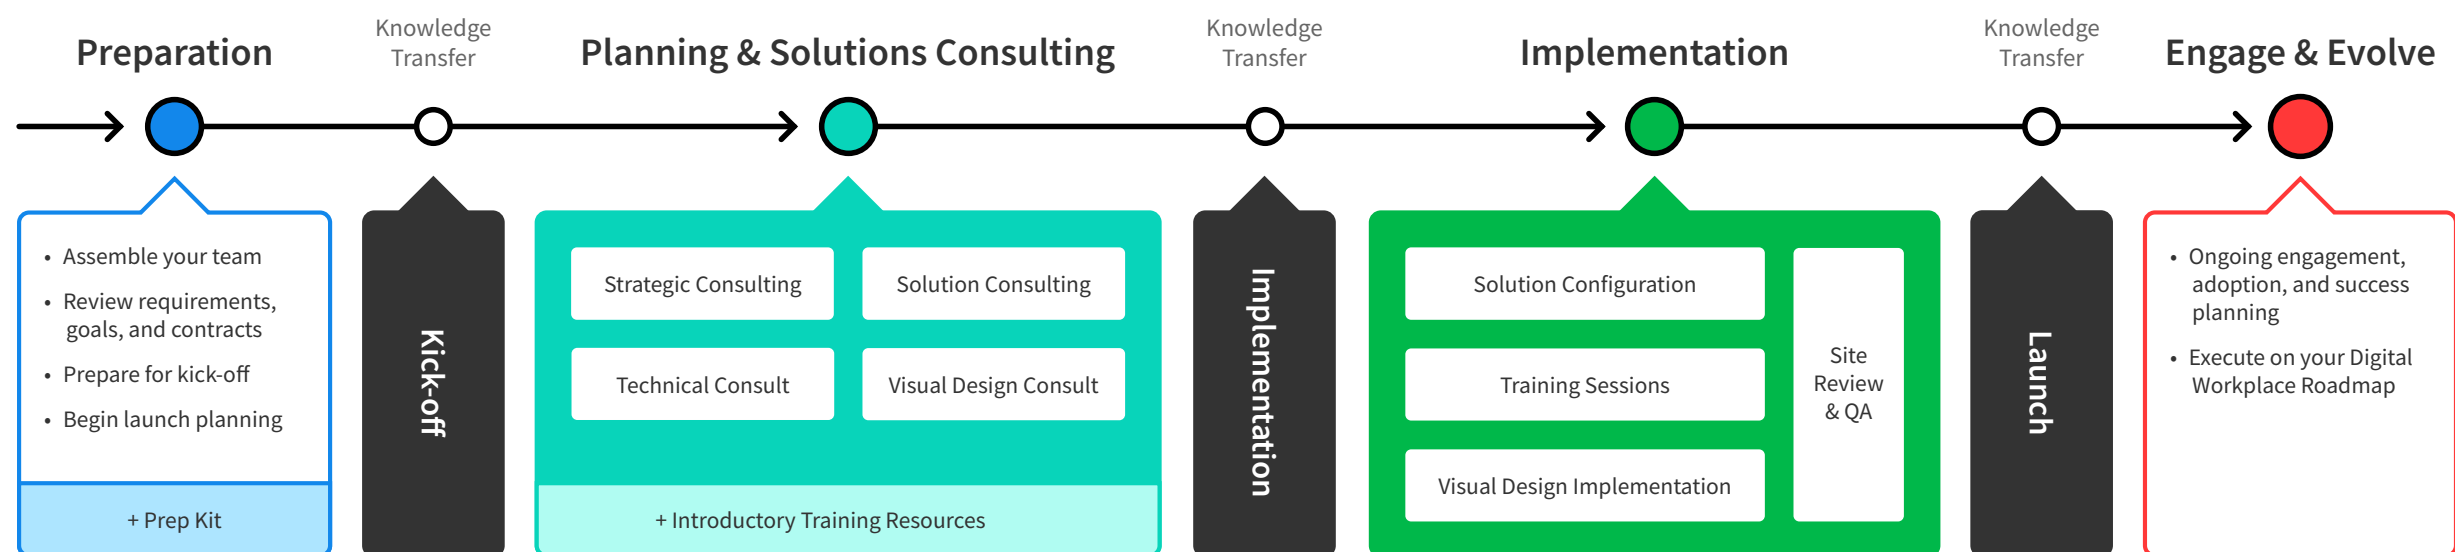 Preparation
Knowledge
Transfer
Planning & Solutions Consulting
Knowledge
Transfer
Implementation
Knowledge
Transfer
Engage & Evolve
• Assemble your team
• Review requirements,
goals, and contracts
• Prepare for kick-off
• Begin launch planning
+ Prep Kit
Kick-off
Strategic Consulting
Solution Consulting
Technical Consult
Visual Design Consult
+ Introductory Training Resources
Implementation
Solution Configuration
Training Sessions
Visual Design Implementation
Site
Review
& QA
Launch
• Ongoing engagement,
adoption, and success
planning
• Execute on your Digital
Workplace Roadmap